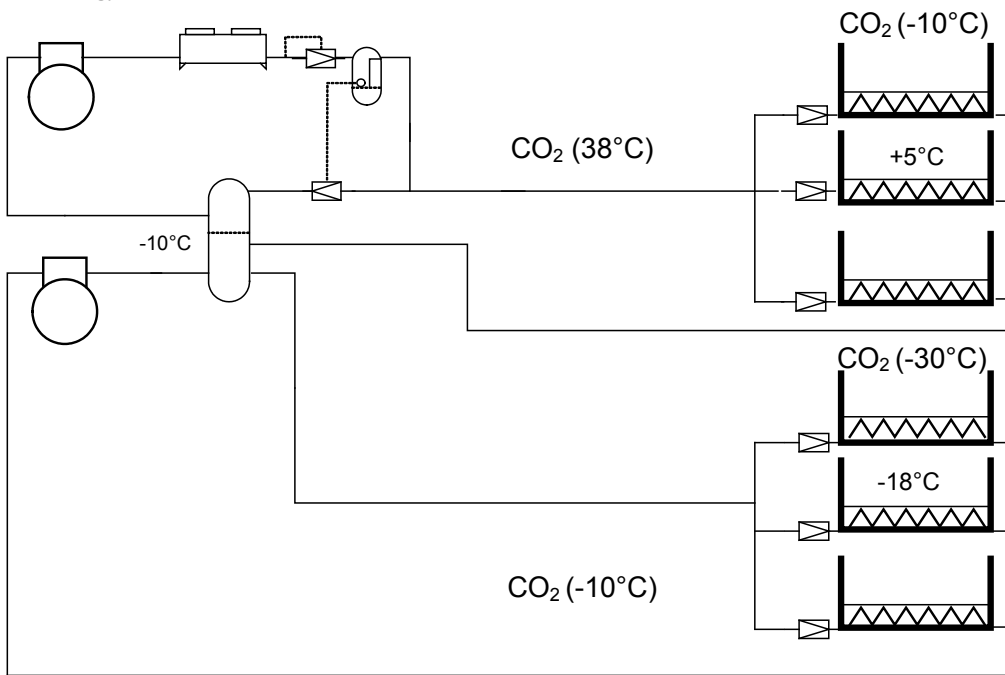 CO₂ (-10°C)
CO₂ (38°C)
+5°C
-10°C
CO₂ (-30°C)
-18°C
CO₂ (-10°C)